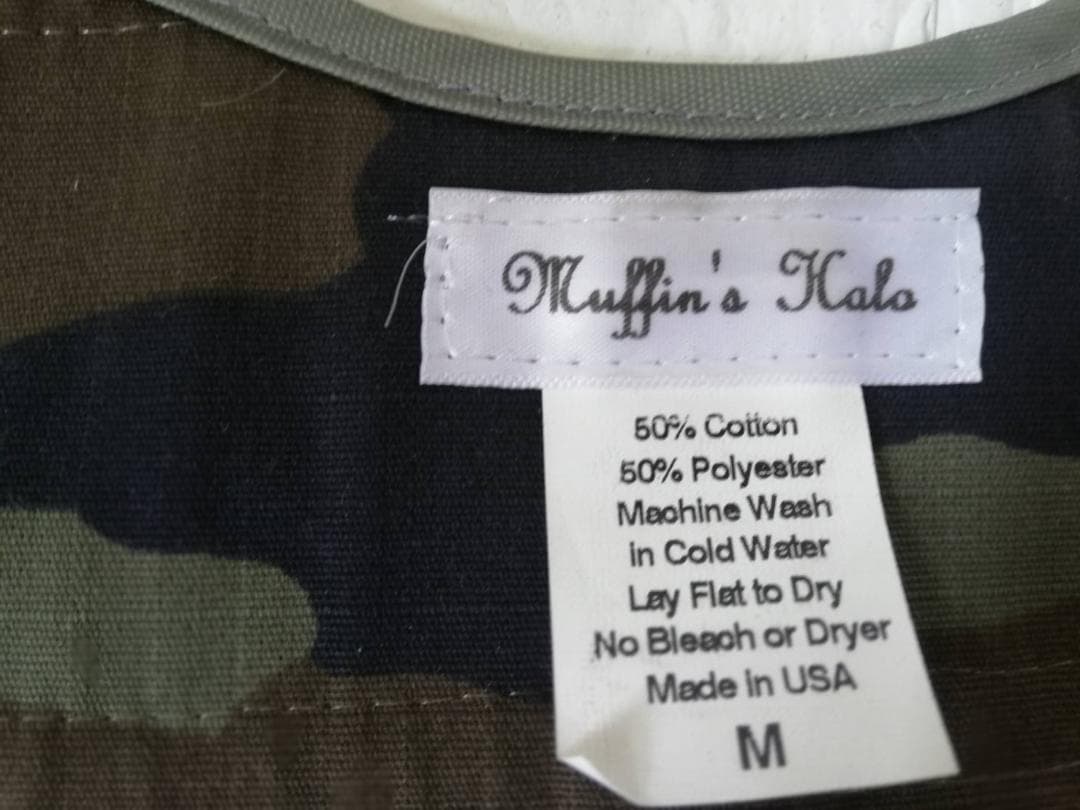 Muffin's Halo
50% Cotton
50% Polyester
Machine Wash
in Cold Water
Lay Flat to Dry
No Bleach or Dryer
Made in USA
M